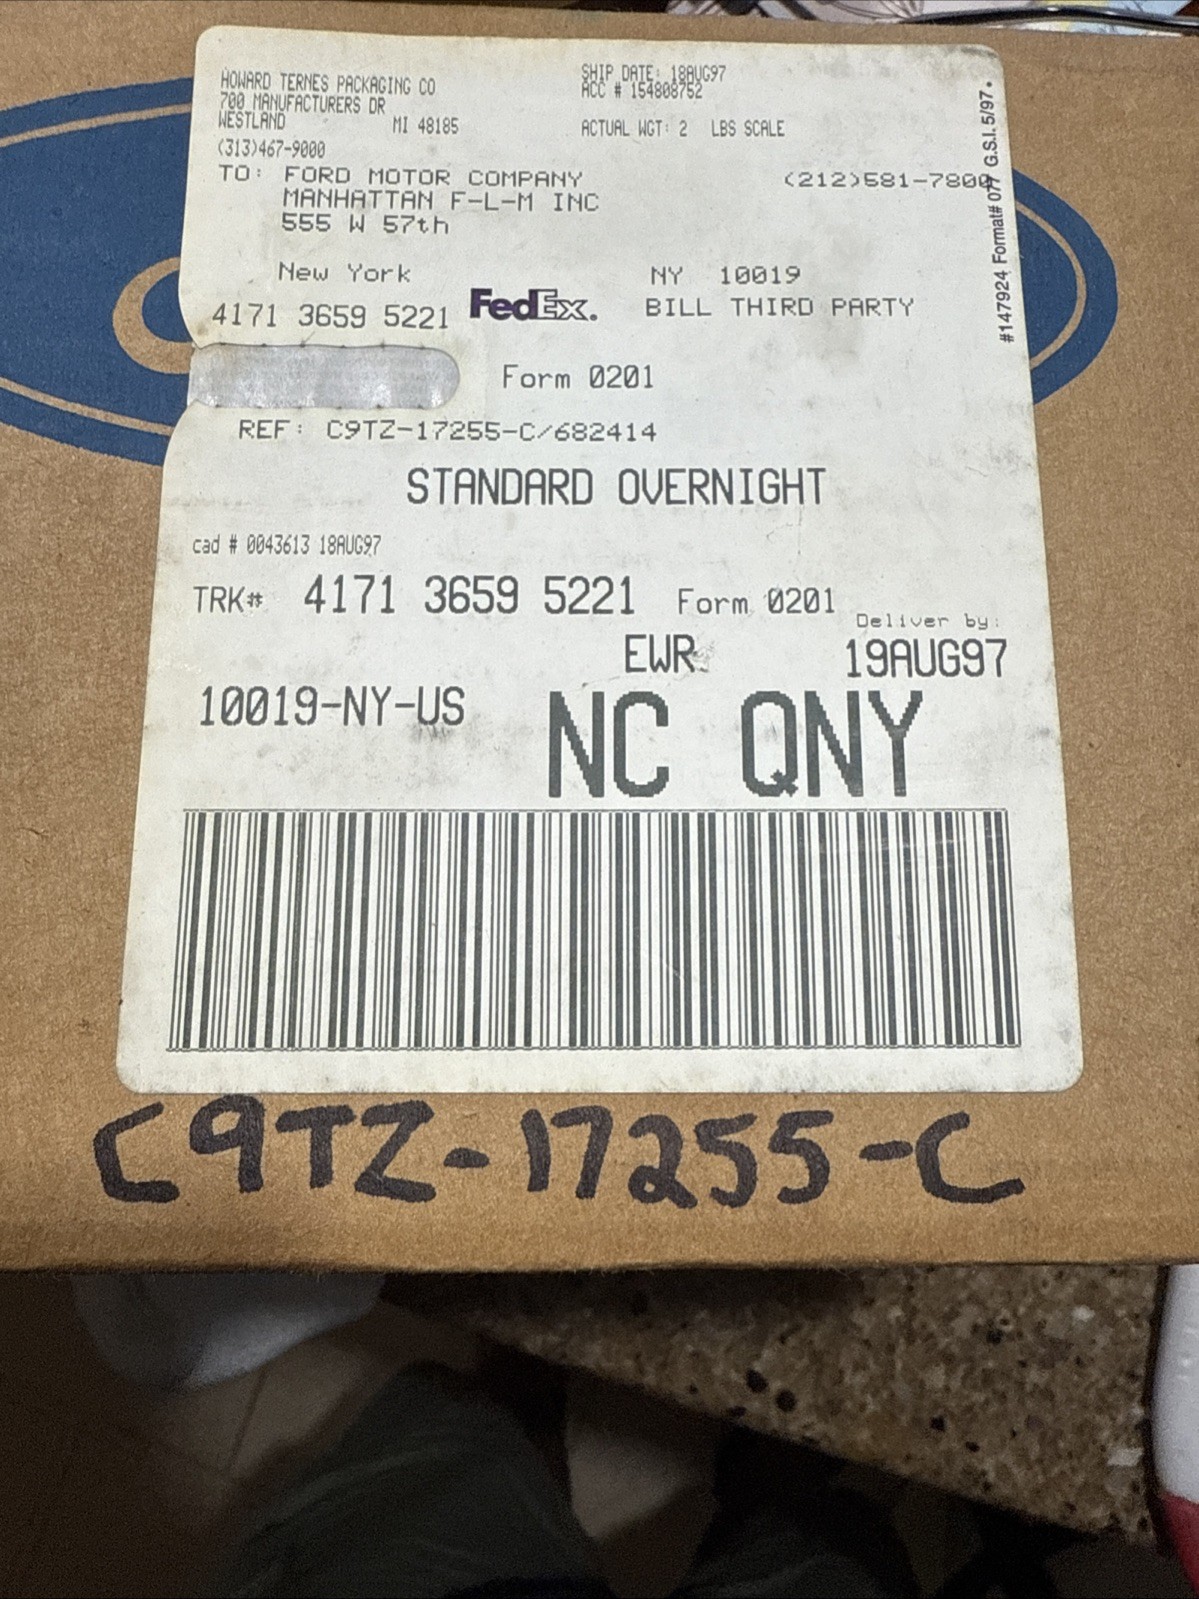 HOWARD TERNES PACKAGING CO
700 MANUFACTURERS DR
WESTLAND MI 48185
(313)467-9000
SHIP DATE: 18AUG97
ACC # 154808752
ACTUAL WGT: 2 LBS SCALE
TO: FORD MOTOR COMPANY (212)581-7800
MANHATTAN F-L-M INC
555 W 57th
New York NY 10019
4171 3659 5221 FedEx. BILL THIRD PARTY
#147924 Format# 077 G.S.I. 5/97 •
Form 0201
REF: C9TZ-17255-C/682414
STANDARD OVERNIGHT
cad # 0043613 18AUG97
TRK# 4171 3659 5221 Form 0201
Deliver by:
EWR 19AUG97
10019-NY-US NC QNY
C9TZ-17255-C